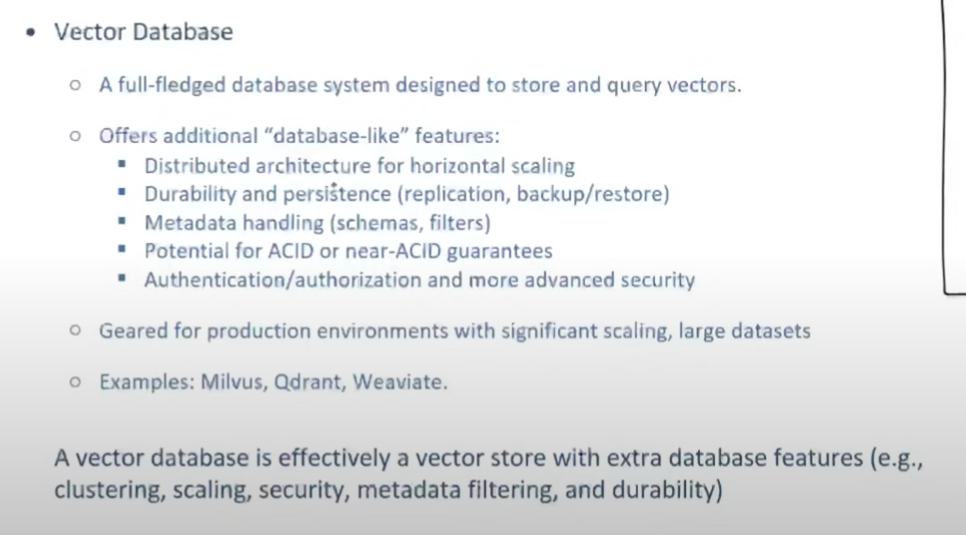 • Vector Database
○ A full-fledged database system designed to store and query vectors.
○ Offers additional “database-like” features:
▪ Distributed architecture for horizontal scaling
▪ Durability and persistence (replication, backup/restore)
▪ Metadata handling (schemas, filters)
▪ Potential for ACID or near-ACID guarantees
▪ Authentication/authorization and more advanced security
○ Geared for production environments with significant scaling, large datasets
○ Examples: Milvus, Qdrant, Weaviate.
A vector database is effectively a vector store with extra database features (e.g.,
clustering, scaling, security, metadata filtering, and durability)